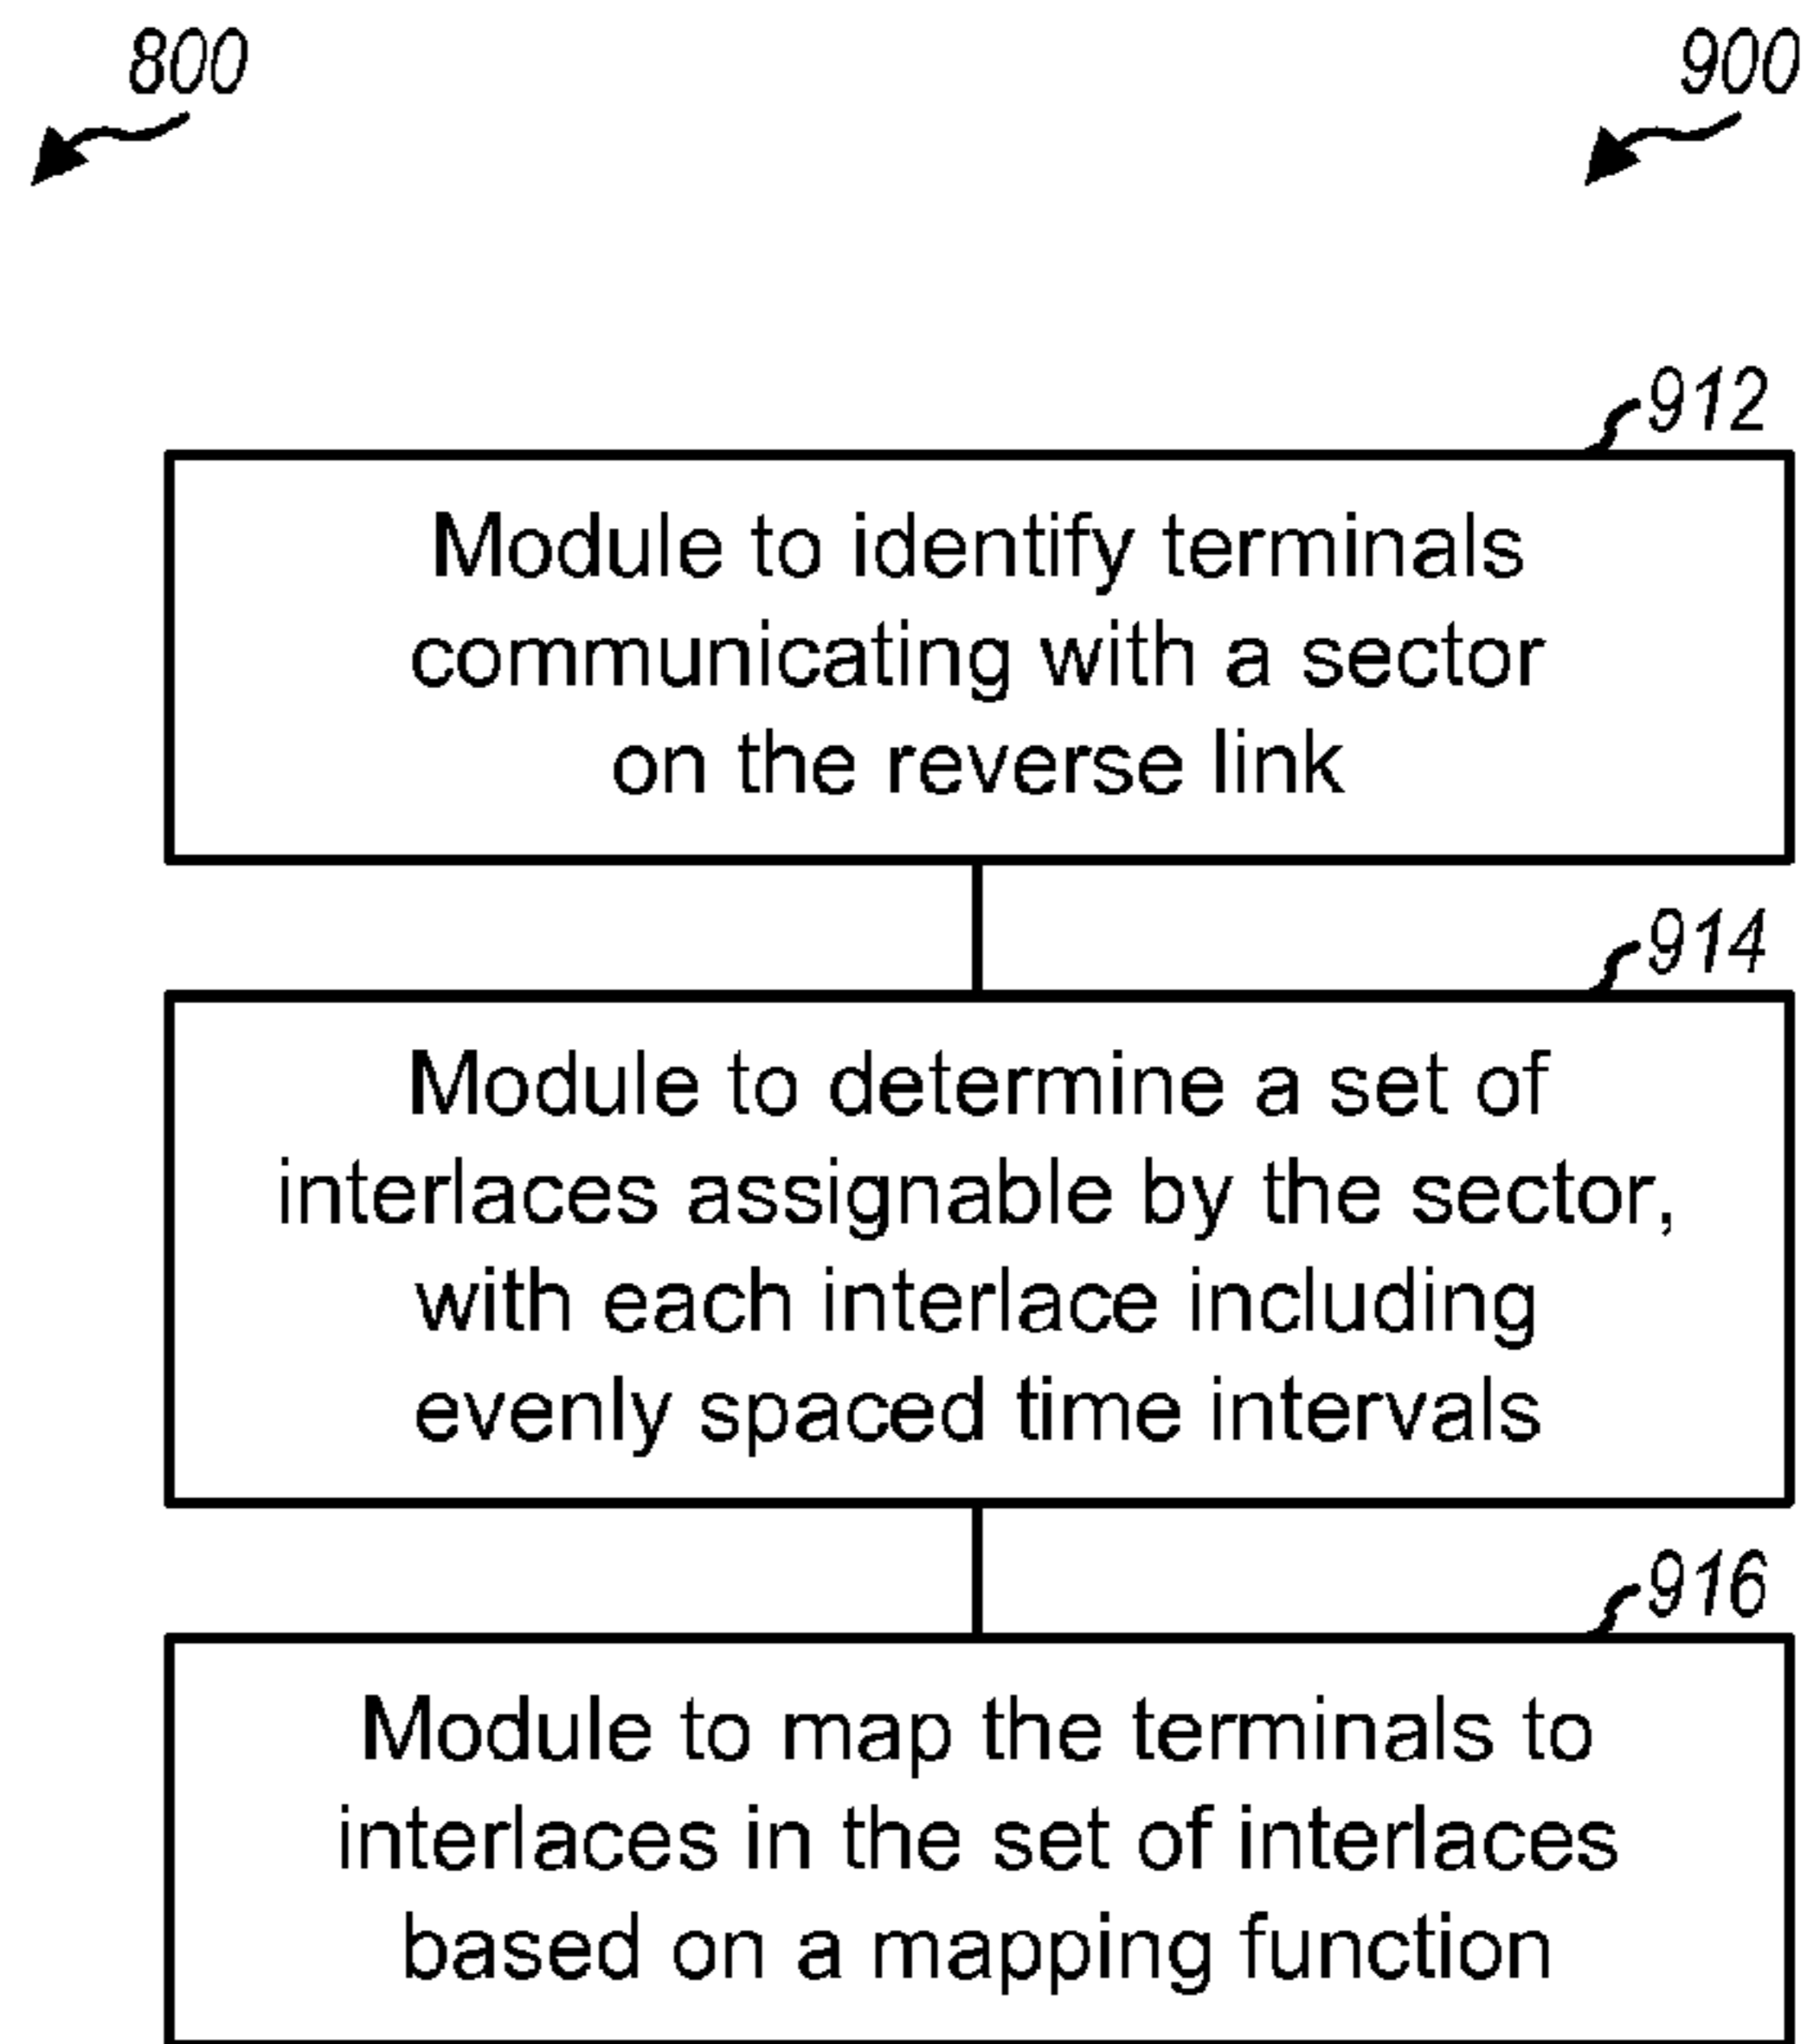 800
900
912
Module to identify terminals
communicating with a sector
on the reverse link
914
Module to determine a set of
interlaces assignable by the sector,
with each interlace including
evenly spaced time intervals
916
Module to map the terminals to
interlaces in the set of interlaces
based on a mapping function